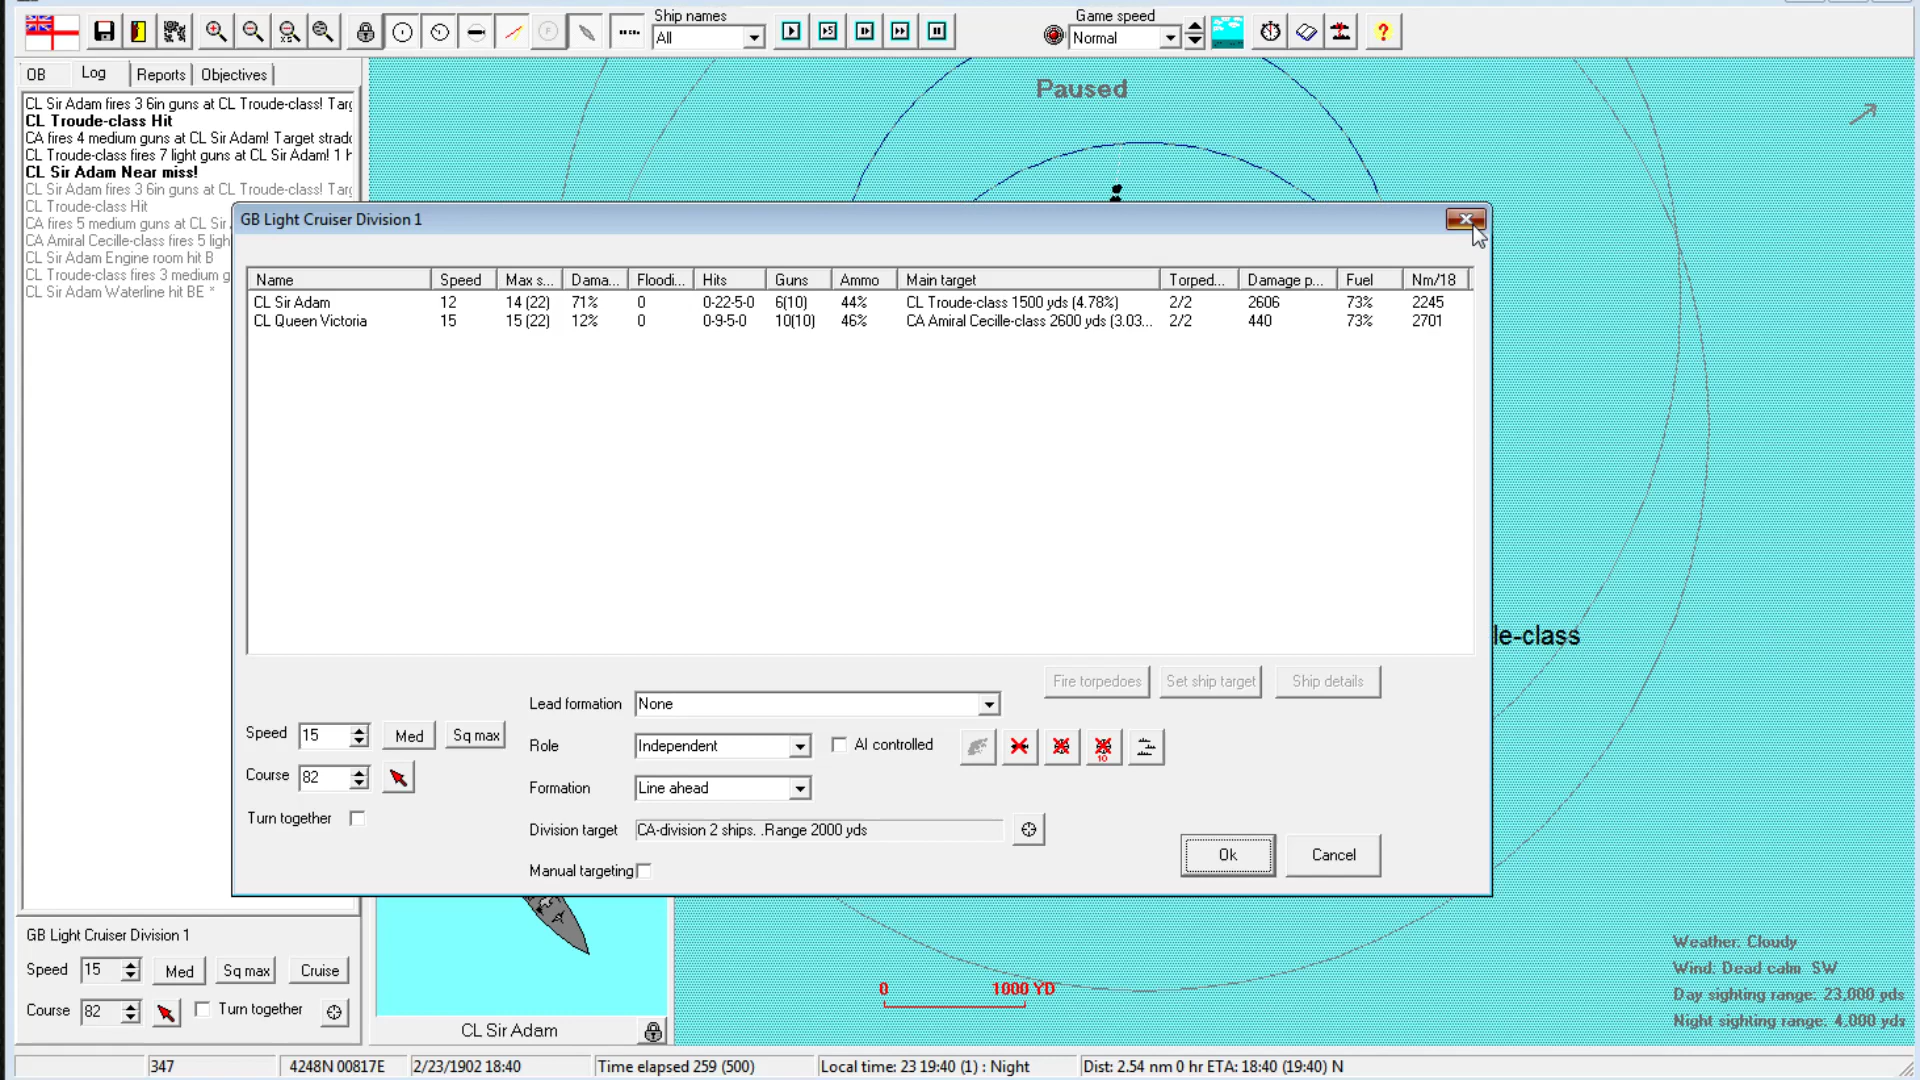 Ship names
All
Game speed
Normal
OB
Log
Reports
Objectives
Paused
CL Sir Adam fires 3 6in guns at CL Troude-class! Targ
CL Troude-class Hit
CA fires 4 medium guns at CL Sir Adam! Target stradd
CL Troude-class fires 7 light guns at CL Sir Adam! 1 h
CL Sir Adam Near miss!
CL Sir Adam fires 3 6in guns at CL Troude-class! Targ
CL Troude-class Hit
CA fires 5 medium guns at CL Sir
CA Amiral Cecille-class fires 5 ligh
CL Sir Adam Engine room hit B
CL Troude-class fires 3 medium g
CL Sir Adam Waterline hit BE *
GB Light Cruiser Division 1
Name Speed Max s... Dama... Floodi... Hits Guns Ammo Main target Torped... Damage p... Fuel Nm/18
CL Sir Adam 12 14 (22) 71% 0 0-22-5-0 6(10) 44% CL Troude-class 1500 yds (4.78%) 2/2 2606 73% 2245
CL Queen Victoria 15 15 (22) 12% 0 0-9-5-0 10(10) 46% CA Amiral Cecille-class 2600 yds (3.03... 2/2 440 73% 2701
le-class
Fire torpedoes Set ship target Ship details
Lead formation None
Speed 15 Med Sq max
Role Independent AI controlled
10
Course 82
Formation Line ahead
Turn together
Division target CA-division 2 ships. .Range 2000 yds
Ok Cancel
Manual targeting
GB Light Cruiser Division 1
Speed 15 Med Sq max Cruise
Course 82 Turn together
CL Sir Adam
0 1000 YD
Weather: Cloudy
Wind: Dead calm SW
Day sighting range: 23,000 yds
Night sighting range: 4,000 yds
347 4248N 00817E 2/23/1902 18:40 Time elapsed 259 (500) Local time: 23 19:40 (1) : Night Dist: 2.54 nm 0 hr ETA: 18:40 (19:40) N